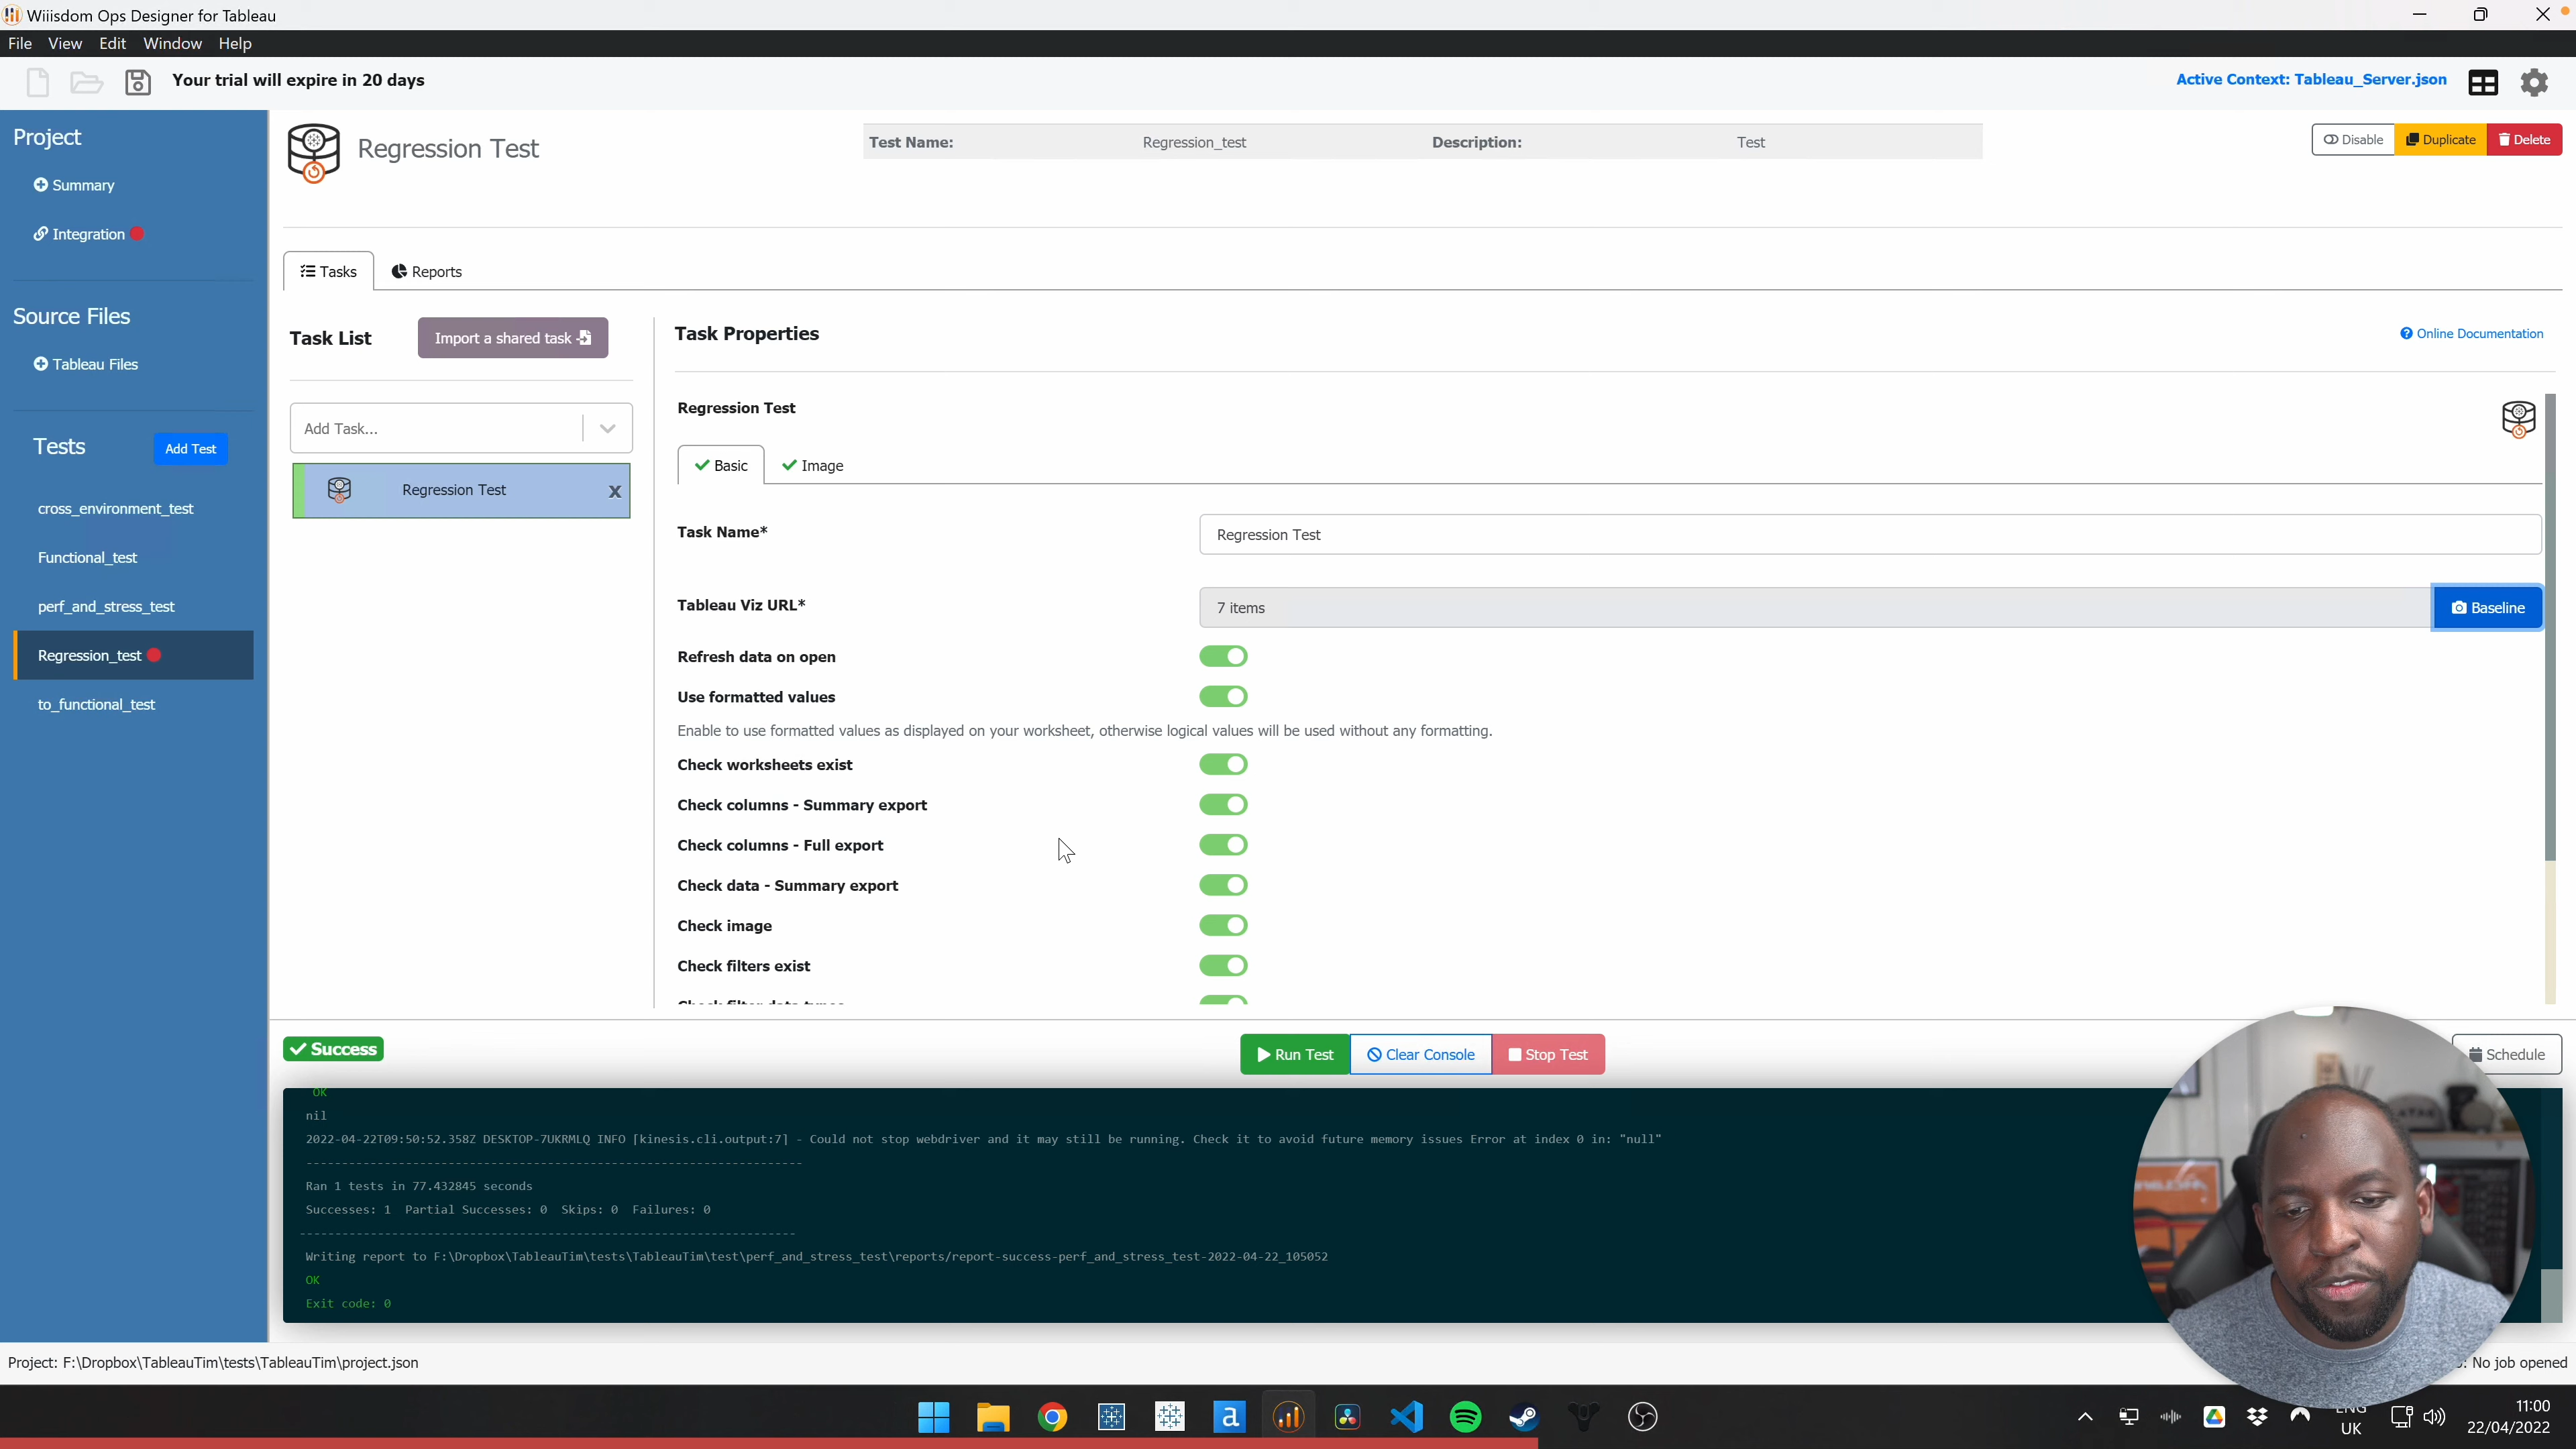 Wiiisdom Ops Designer for Tableau
File View Edit Window Help
Your trial will expire in 20 days
Active Context: Tableau_Server.json
Project
Summary
Integration
Source Files
Tableau Files
Tests
Add Test
cross_environment_test
Functional_test
perf_and_stress_test
Regression_test
to_functional_test
Regression Test
Test Name: Regression_test Description: Test
Disable Duplicate Delete
Tasks Reports
Task List
Import a shared task
Add Task...
Regression Test X
Task Properties
Online Documentation
Regression Test
Basic Image
Task Name* Regression Test
Tableau Viz URL* 7 items Baseline
Refresh data on open
Use formatted values
Enable to use formatted values as displayed on your worksheet, otherwise logical values will be used without any formatting.
Check worksheets exist
Check columns - Summary export
Check columns - Full export
Check data - Summary export
Check image
Check filters exist
Check filter data types
Success
Run Test Clear Console Stop Test
Schedule
OK
nil
2022-04-22T09:50:52.358Z DESKTOP-7UKRMLQ INFO [kinesis.cli.output:7] - Could not stop webdriver and it may still be running. Check it to avoid future memory issues Error at index 0 in: "null"
----------------------------------------------------------------------
Ran 1 tests in 77.432845 seconds
Successes: 1 Partial Successes: 0 Skips: 0 Failures: 0
----------------------------------------------------------------------
Writing report to F:\Dropbox\TableauTim\tests\TableauTim\test\perf_and_stress_test\reports/report-success-perf_and_stress_test-2022-04-22_105052
OK
Exit code: 0
Project: F:\Dropbox\TableauTim\tests\TableauTim\project.json
: No job opened
a
ENG
UK
11:00
22/04/2022